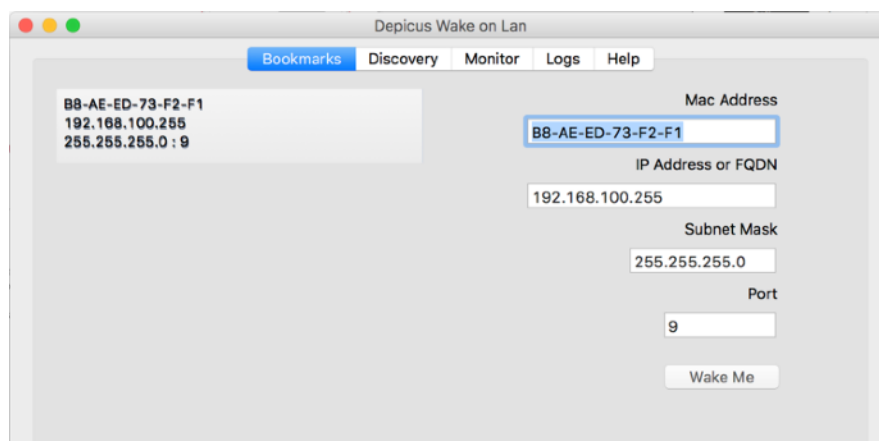 Depicus Wake on Lan
Bookmarks Discovery Monitor Logs Help
B8-AE-ED-73-F2-F1
192.168.100.255
255.255.255.0 : 9
Mac Address
B8-AE-ED-73-F2-F1
IP Address or FQDN
192.168.100.255
Subnet Mask
255.255.255.0
Port
9
Wake Me